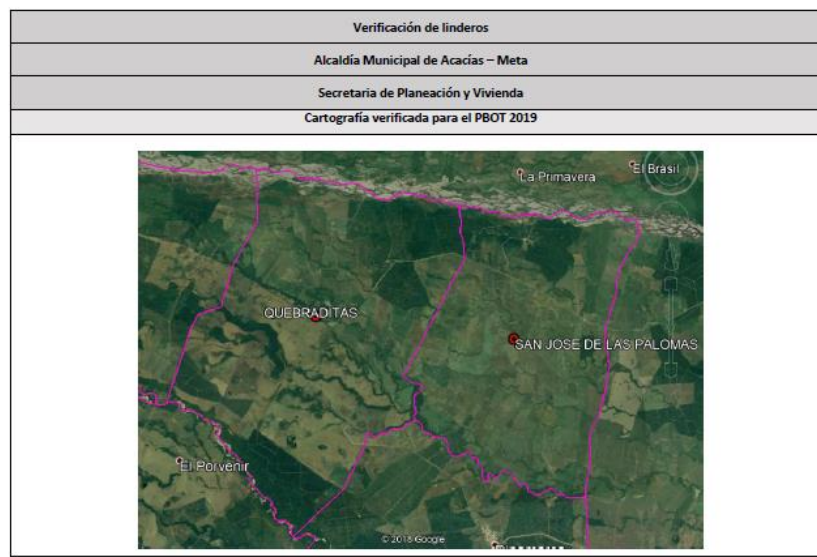 Verificación de linderos
Alcaldía Municipal de Acacías – Meta
Secretaria de Planeación y Vivienda
Cartografía verificada para el PBOT 2019
La Primavera
El Brasil
QUEBRADITAS
SAN JOSE DE LAS PALOMAS
El Porvenir
© 2018 Google